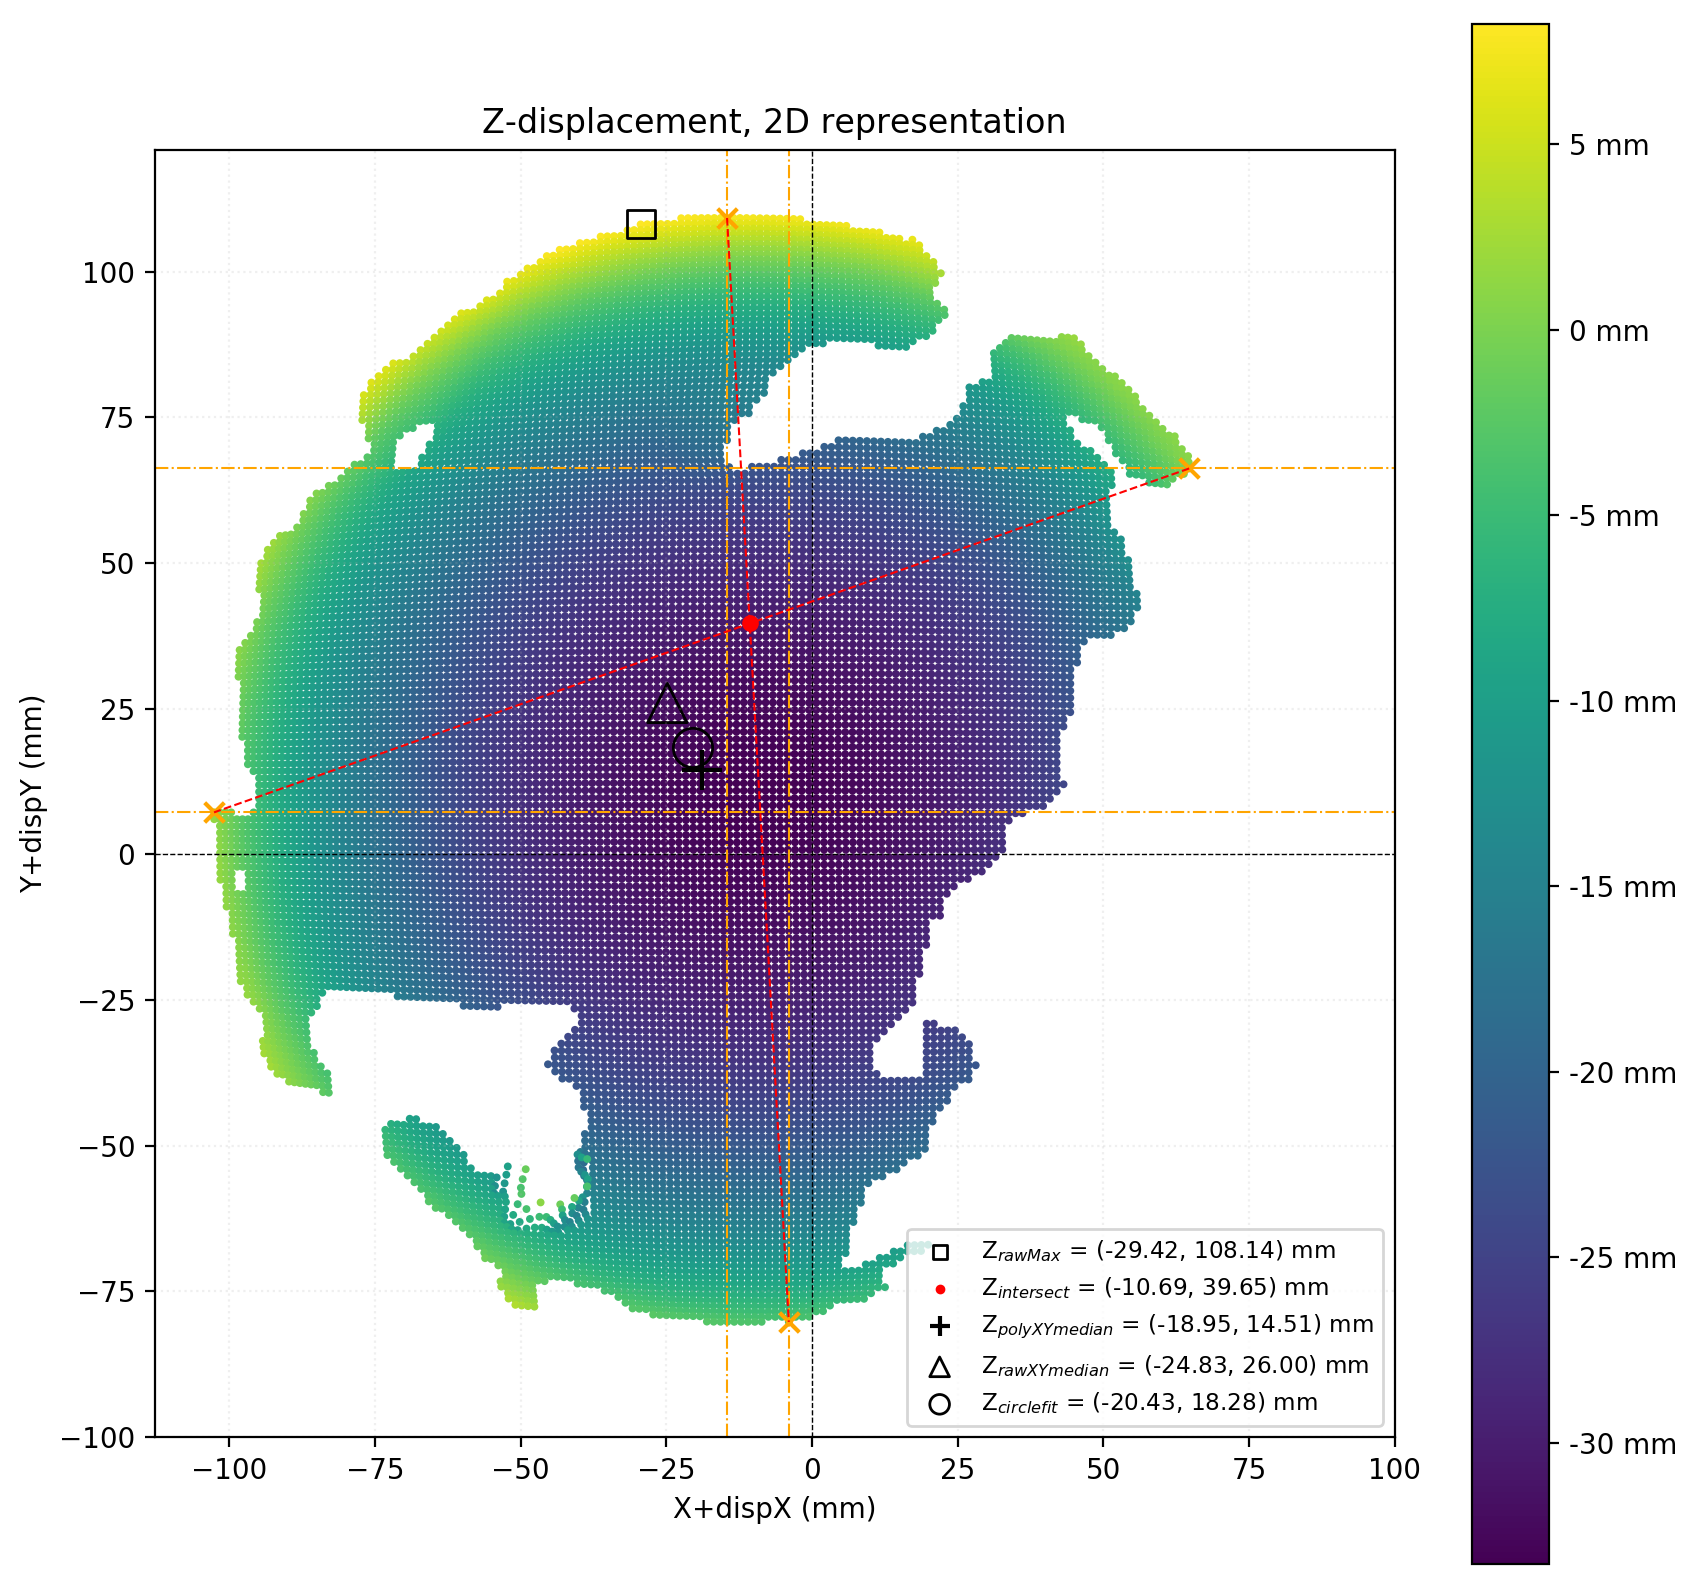 Z-displacement, 2D representation
5 mm
0 mm
-5 mm
-10 mm
-15 mm
-20 mm
-25 mm
-30 mm
100
75
50
25
0
−25
−50
−75
−100
Y+dispY (mm)
−100 −75 −50 −25 0 25 50 75 100
X+dispX (mm)
Z_rawMax = (-29.42, 108.14) mm
Z_intersect = (-10.69, 39.65) mm
Z_polyXYmedian = (-18.95, 14.51) mm
Z_rawXYmedian = (-24.83, 26.00) mm
Z_circlefit = (-20.43, 18.28) mm